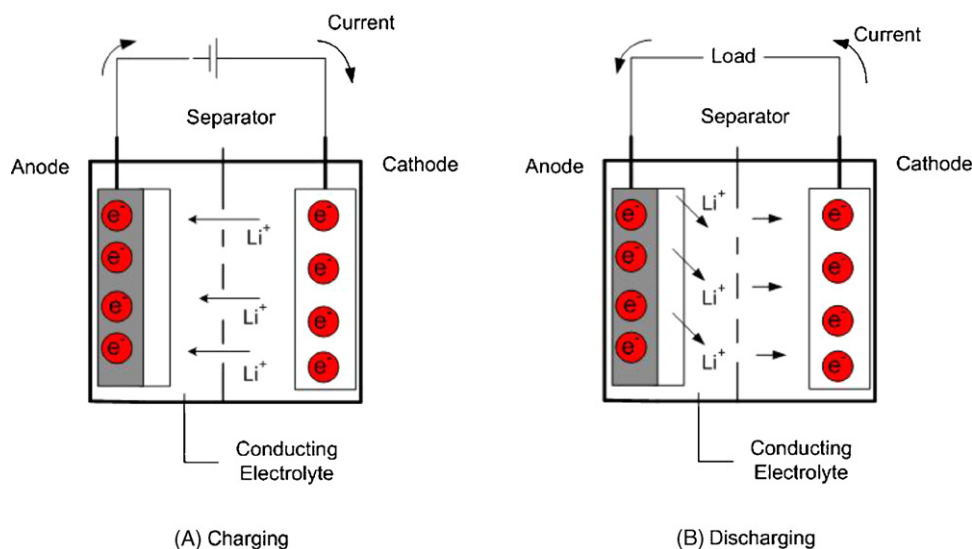 Current
Separator
Anode
Cathode
e⁻
e⁻
e⁻
e⁻
e⁻
e⁻
e⁻
e⁻
Li⁺
Li⁺
Li⁺
Conducting
Electrolyte
(A) Charging
Current
Load
Separator
Anode
Cathode
e⁻
e⁻
e⁻
e⁻
e⁻
e⁻
e⁻
e⁻
Li⁺
Li⁺
Li⁺
Conducting
Electrolyte
(B) Discharging